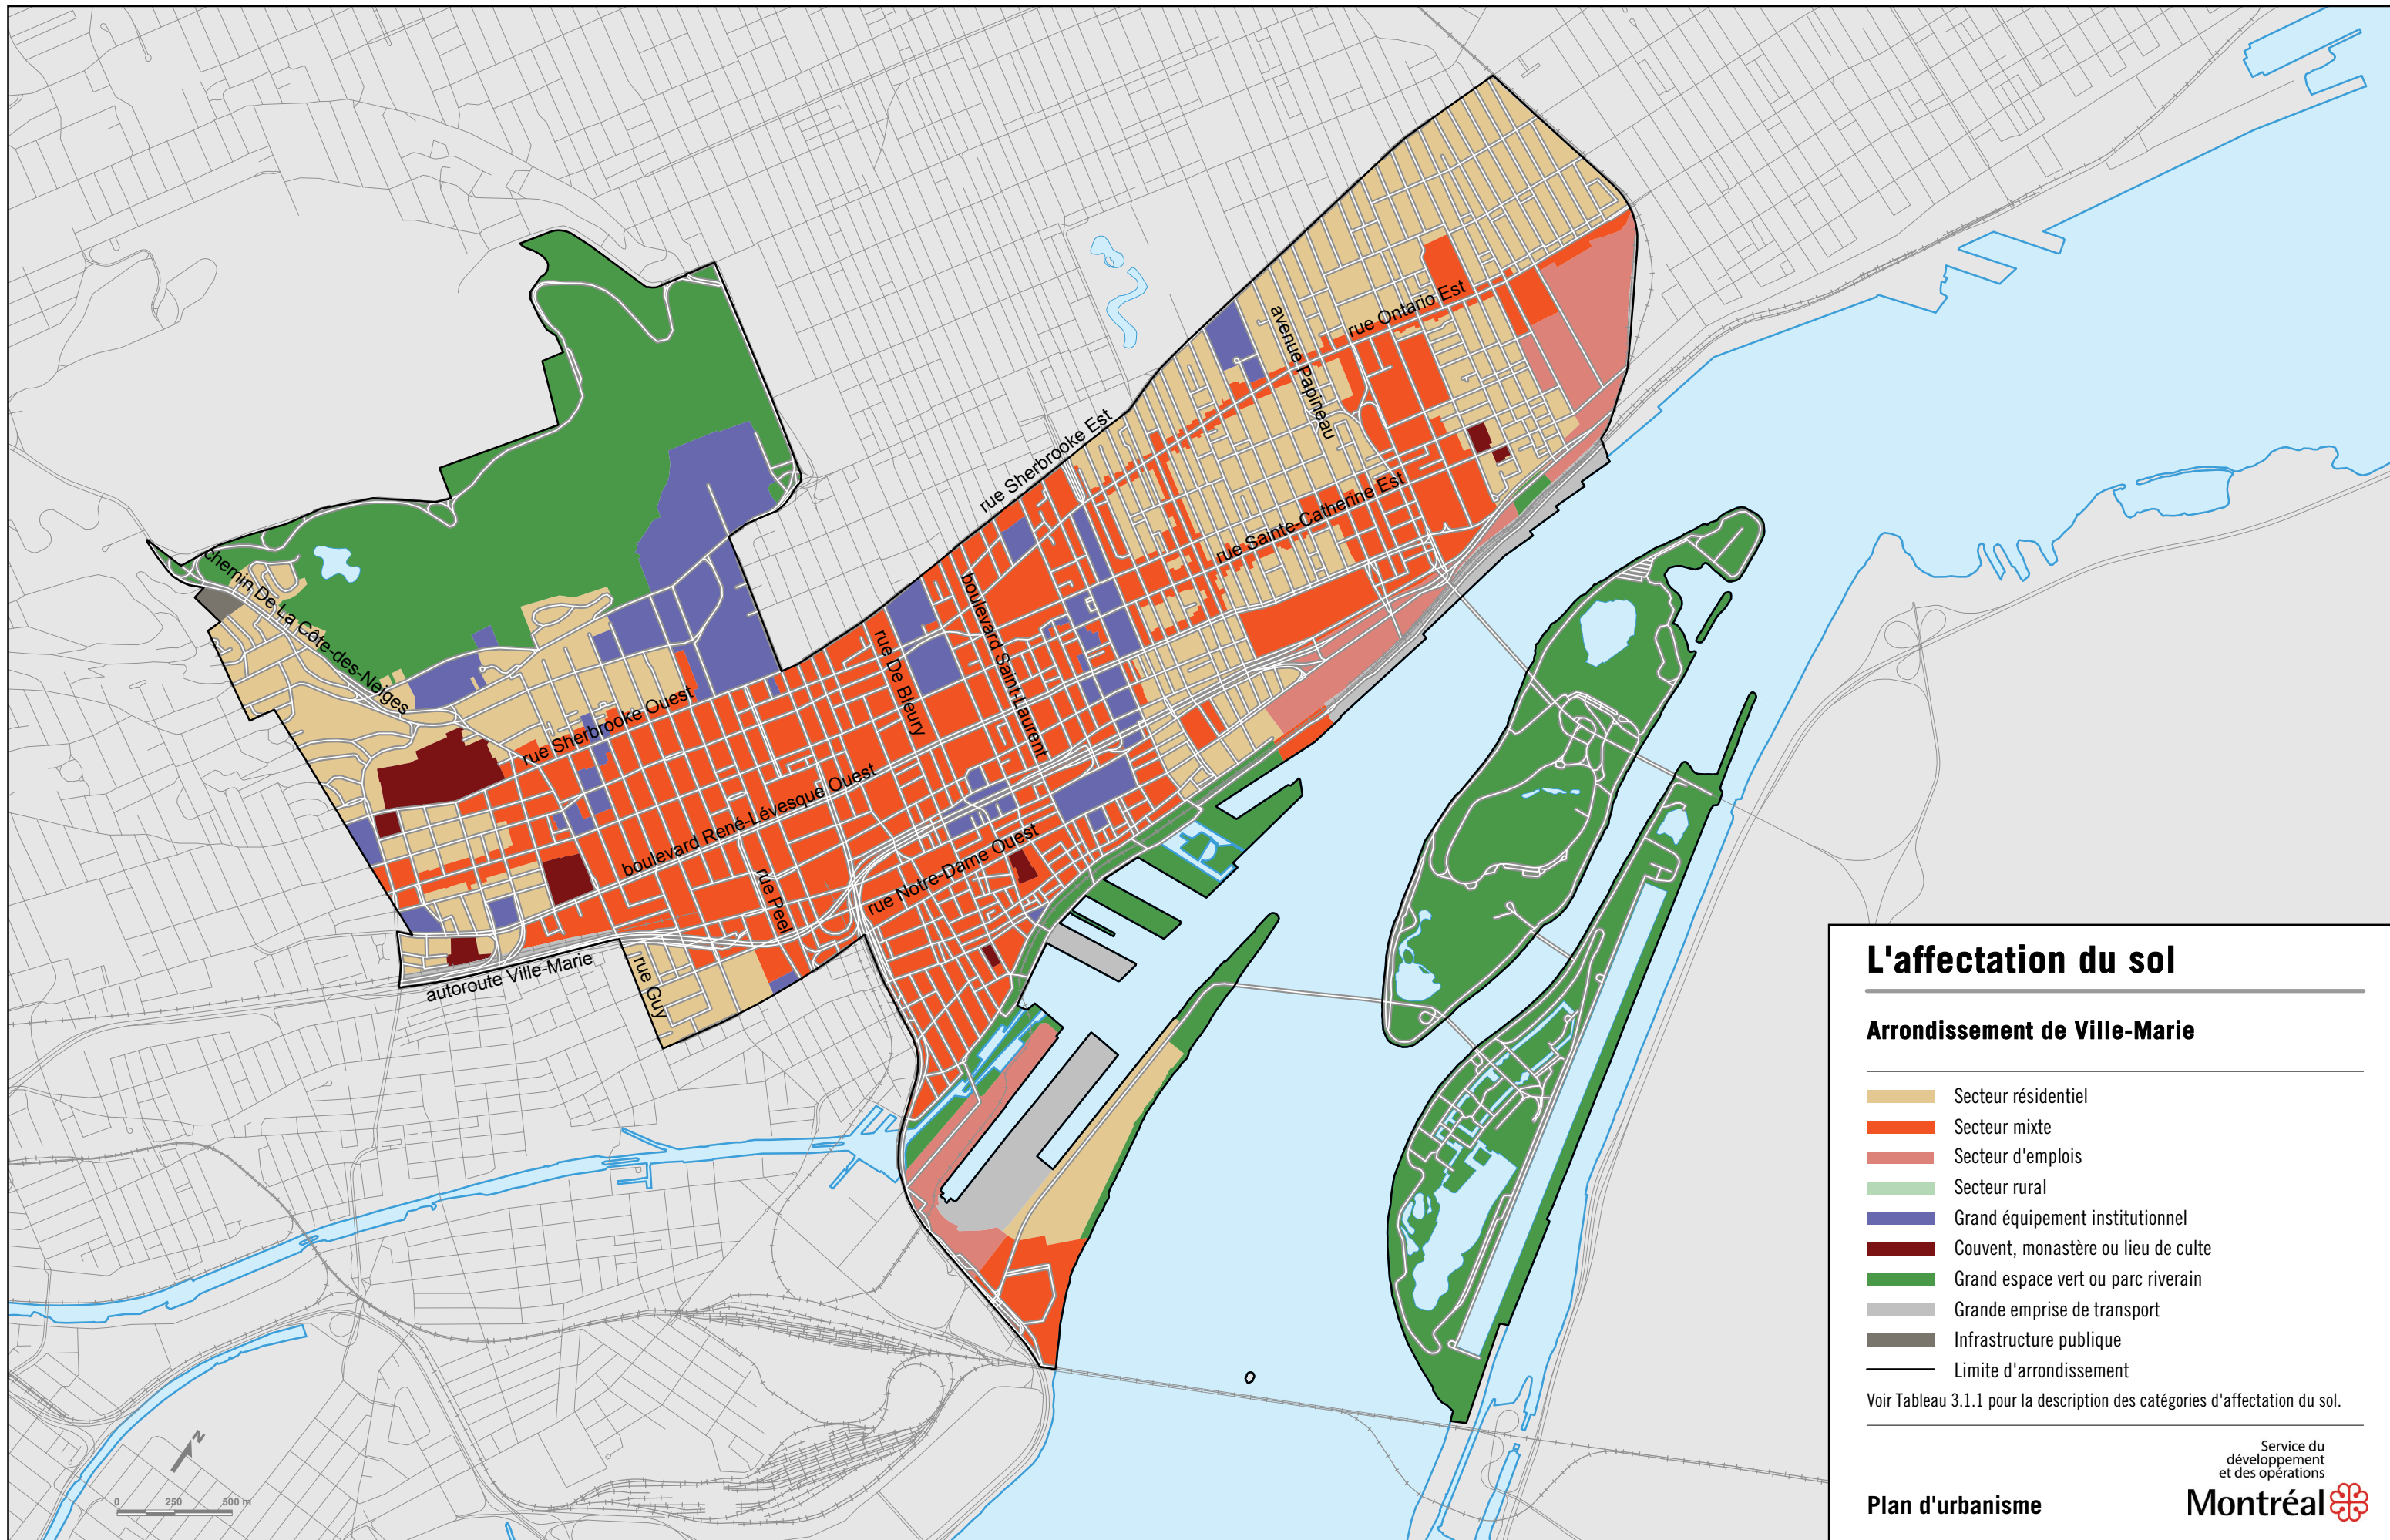 rue Sherbrooke Est
avenue Papineau
rue Ontario Est
rue Sainte-Catherine Est
chemin De La Côte-des-Neiges
boulevard Saint-Laurent
rue De Bleury
rue Sherbrooke Ouest
boulevard René-Lévesque Ouest
rue Peel
rue Notre-Dame Ouest
autoroute Ville-Marie
rue Guy
N
0 250 500 m
L'affectation du sol
Arrondissement de Ville-Marie
Secteur résidentiel
Secteur mixte
Secteur d'emplois
Secteur rural
Grand équipement institutionnel
Couvent, monastère ou lieu de culte
Grand espace vert ou parc riverain
Grande emprise de transport
Infrastructure publique
Limite d'arrondissement
Voir Tableau 3.1.1 pour la description des catégories d'affectation du sol.
Service du
développement
et des opérations
Plan d'urbanisme
Montréal